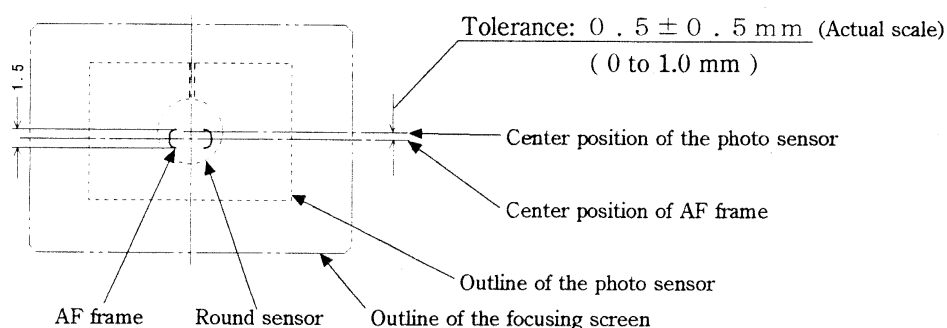 Tolerance: 0.5±0.5mm (Actual scale)
( 0 to 1.0 mm )
1.5
Center position of the photo sensor
Center position of AF frame
Outline of the photo sensor
AF frame Round sensor Outline of the focusing screen